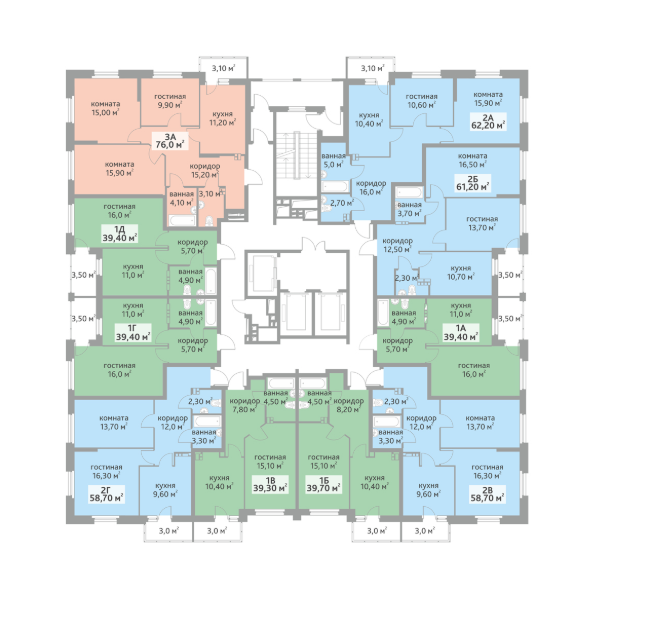 3,10 м²
3,10 м²
комната
15,00 м²
гостиная
9,90 м²
кухня
11,20 м²
3А
76,0 м²
комната
15,90 м²
коридор
15,20 м²
ванная
4,10 м²
3,10 м²
кухня
10,40 м²
гостиная
10,60 м²
комната
15,90 м²
2А
62,20 м²
ванная
5,0 м²
коридор
16,0 м²
2,70 м²
комната
16,50 м²
2Б
61,20 м²
ванная
3,70 м²
гостиная
13,70 м²
коридор
12,50 м²
2,30 м²
кухня
10,70 м²
3,50 м²
гостиная
16,0 м²
1Д
39,40 м²
коридор
5,70 м²
3,50 м²
кухня
11,0 м²
ванная
4,90 м²
3,50 м²
кухня
11,0 м²
ванная
4,90 м²
1Г
39,40 м²
коридор
5,70 м²
гостиная
16,0 м²
ванная
4,90 м²
кухня
11,0 м²
3,50 м²
1А
39,40 м²
коридор
5,70 м²
гостиная
16,0 м²
2,30 м²
комната
13,70 м²
коридор
12,0 м²
ванная
3,30 м²
гостиная
16,30 м²
2Г
58,70 м²
кухня
9,60 м²
коридор
7,80 м²
ванная
4,50 м²
гостиная
15,10 м²
1В
39,30 м²
кухня
10,40 м²
ванная
4,50 м²
коридор
8,20 м²
гостиная
15,10 м²
1Б
39,70 м²
кухня
10,40 м²
2,30 м²
ванная
3,30 м²
коридор
12,0 м²
комната
13,70 м²
гостиная
16,30 м²
2В
58,70 м²
кухня
9,60 м²
3,0 м²
3,0 м²
3,0 м²
3,0 м²